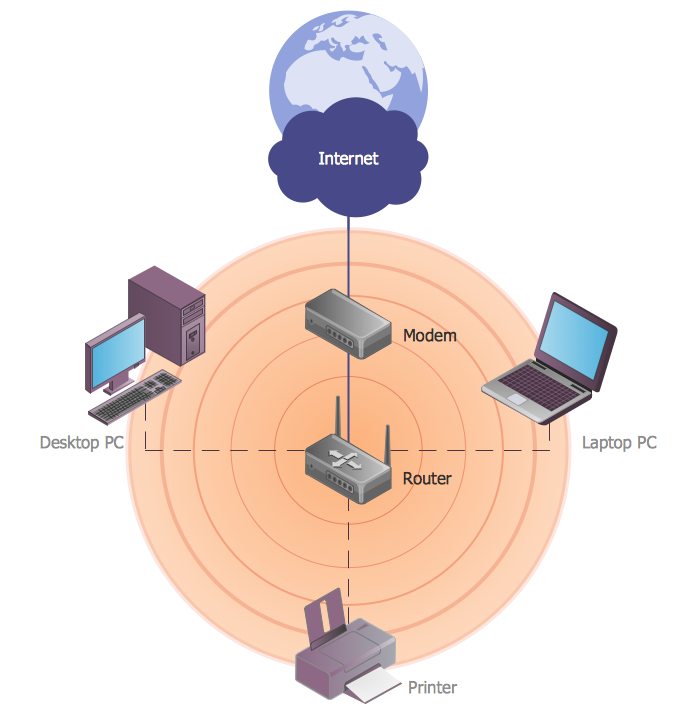 Internet
Modem
Desktop PC
Laptop PC
Router
Printer